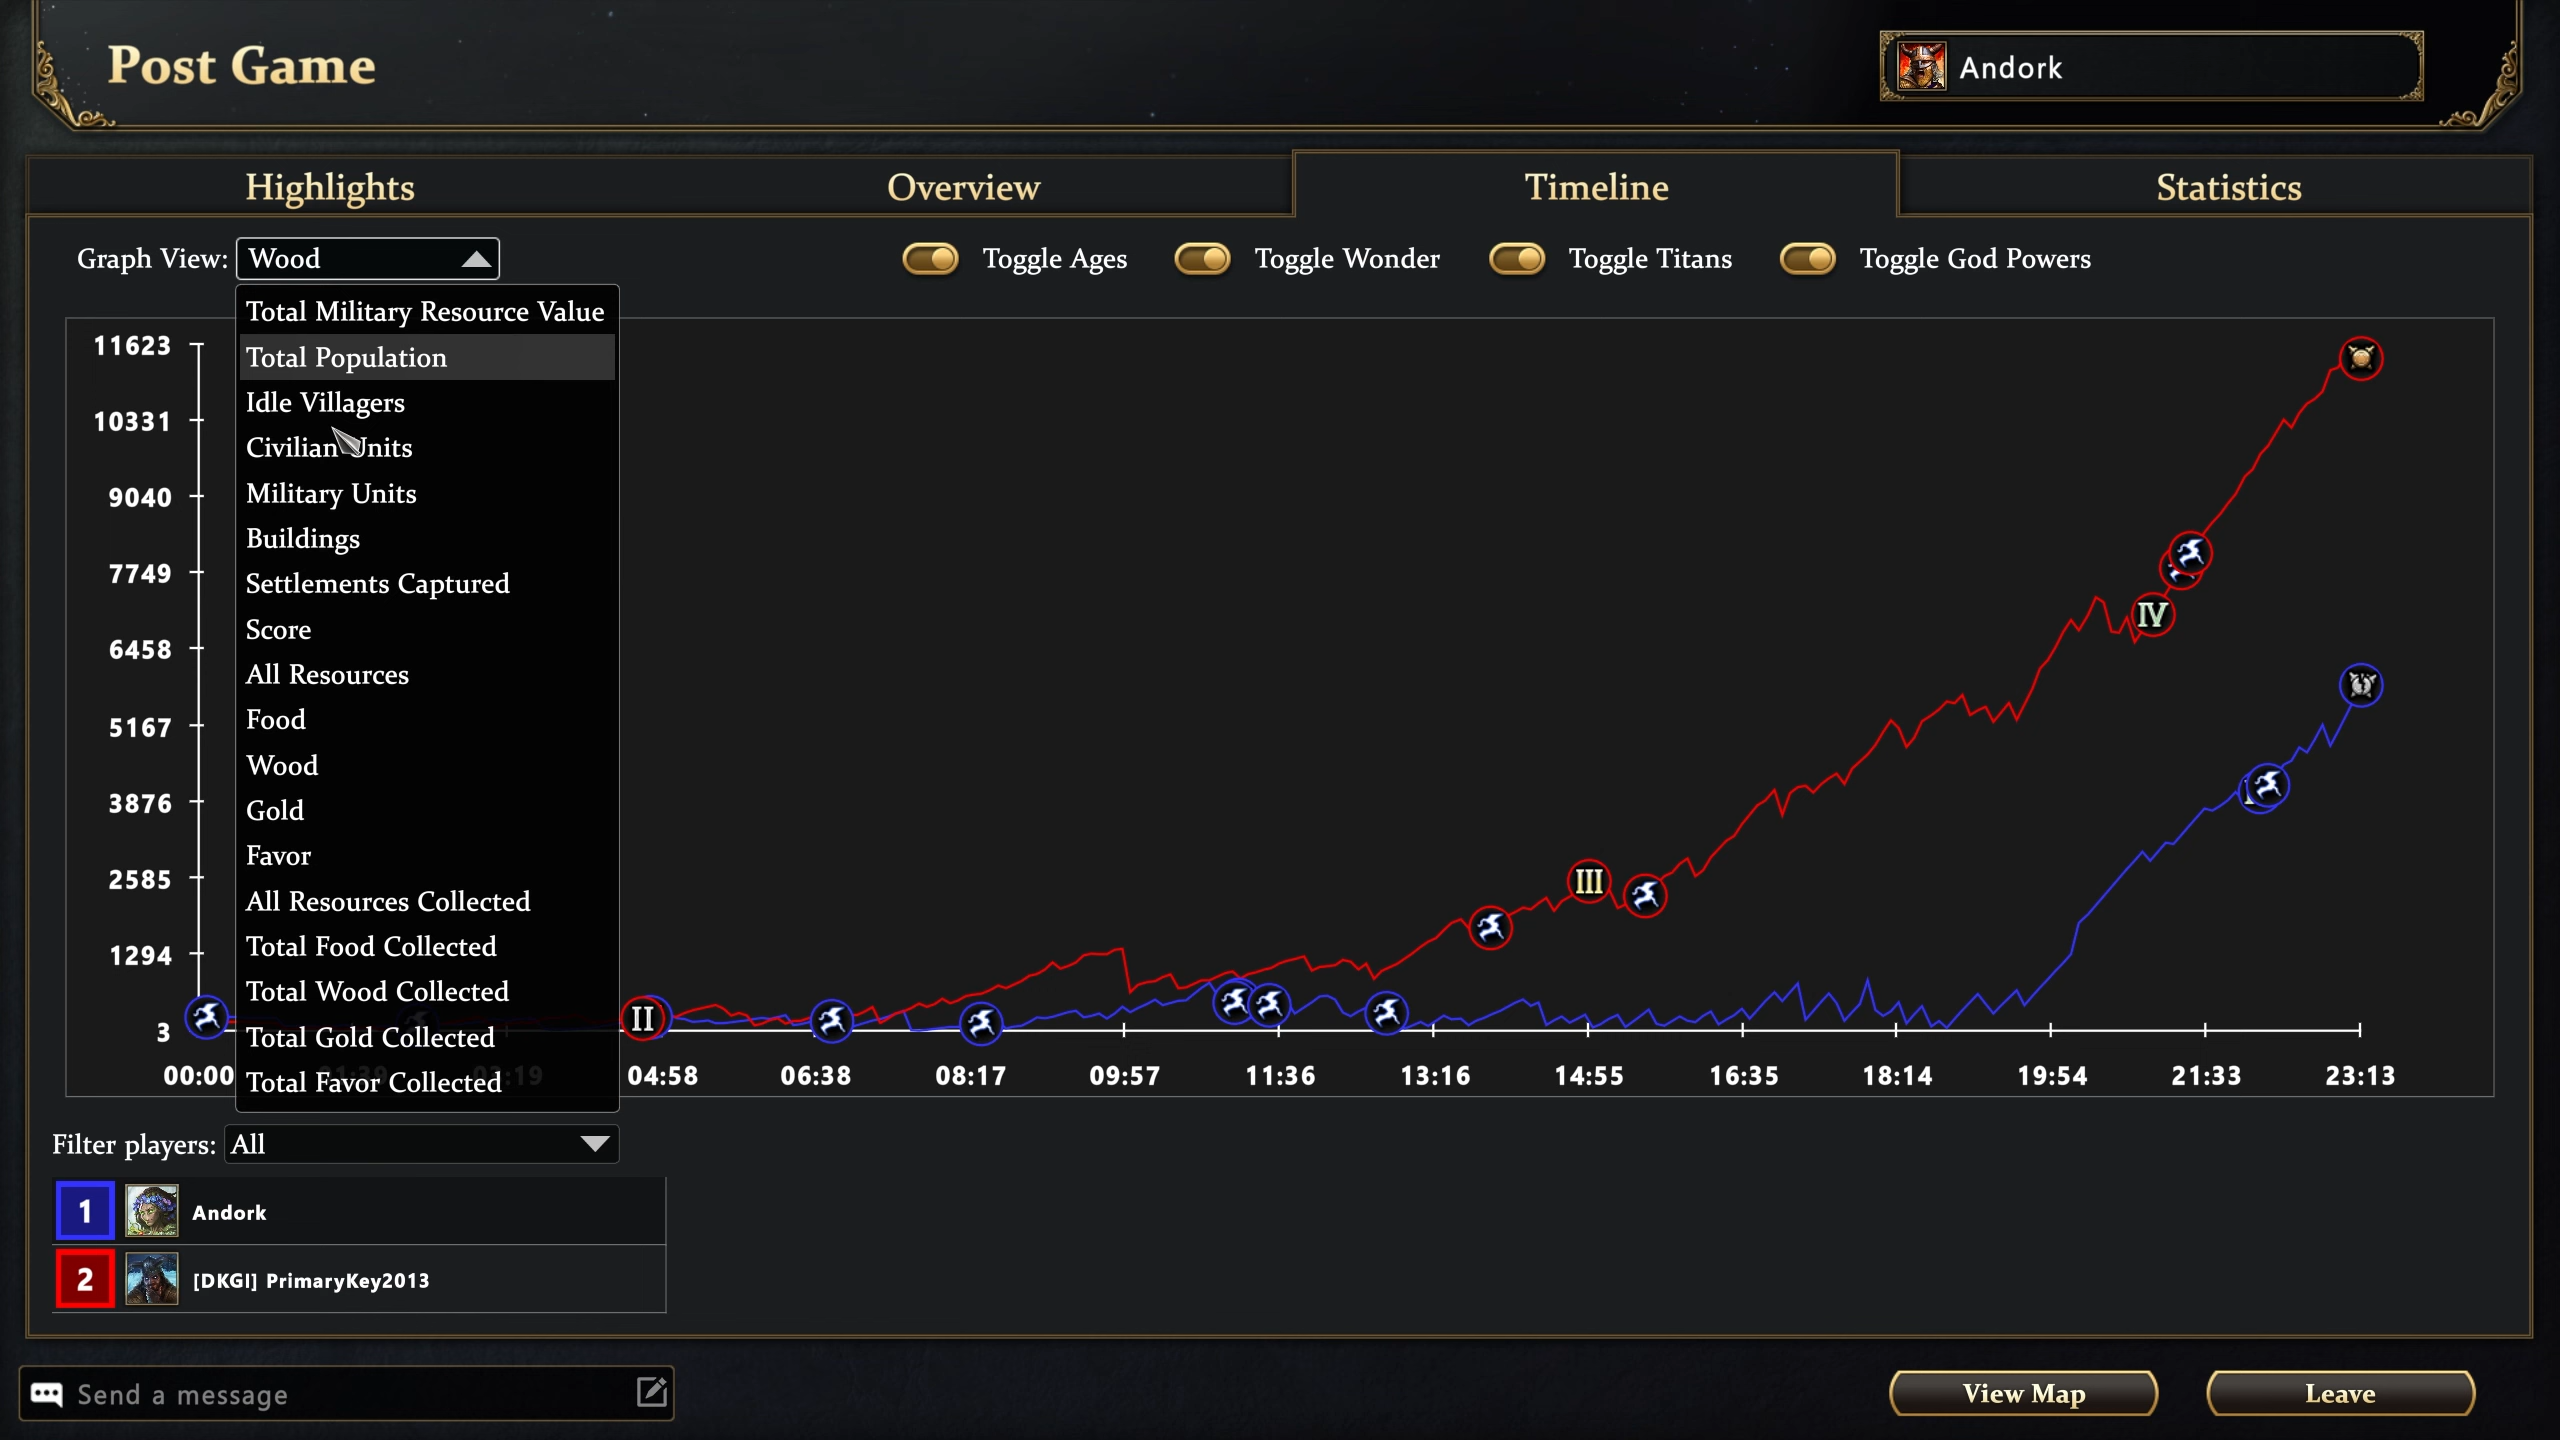 Post Game
Andork
Highlights
Overview
Timeline
Statistics
Graph View: Wood
Toggle Ages
Toggle Wonder
Toggle Titans
Toggle God Powers
Total Military Resource Value
Total Population
Idle Villagers
Civilian Units
Military Units
Buildings
Settlements Captured
Score
All Resources
Food
Wood
Gold
Favor
All Resources Collected
Total Food Collected
Total Wood Collected
Total Gold Collected
Total Favor Collected
11623
10331
9040
7749
6458
5167
3876
2585
1294
3
II
III
IV
00:00
04:58
06:38
08:17
09:57
11:36
13:16
14:55
16:35
18:14
19:54
21:33
23:13
Filter players: All
1 Andork
2 [DKGI] PrimaryKey2013
Send a message
View Map
Leave